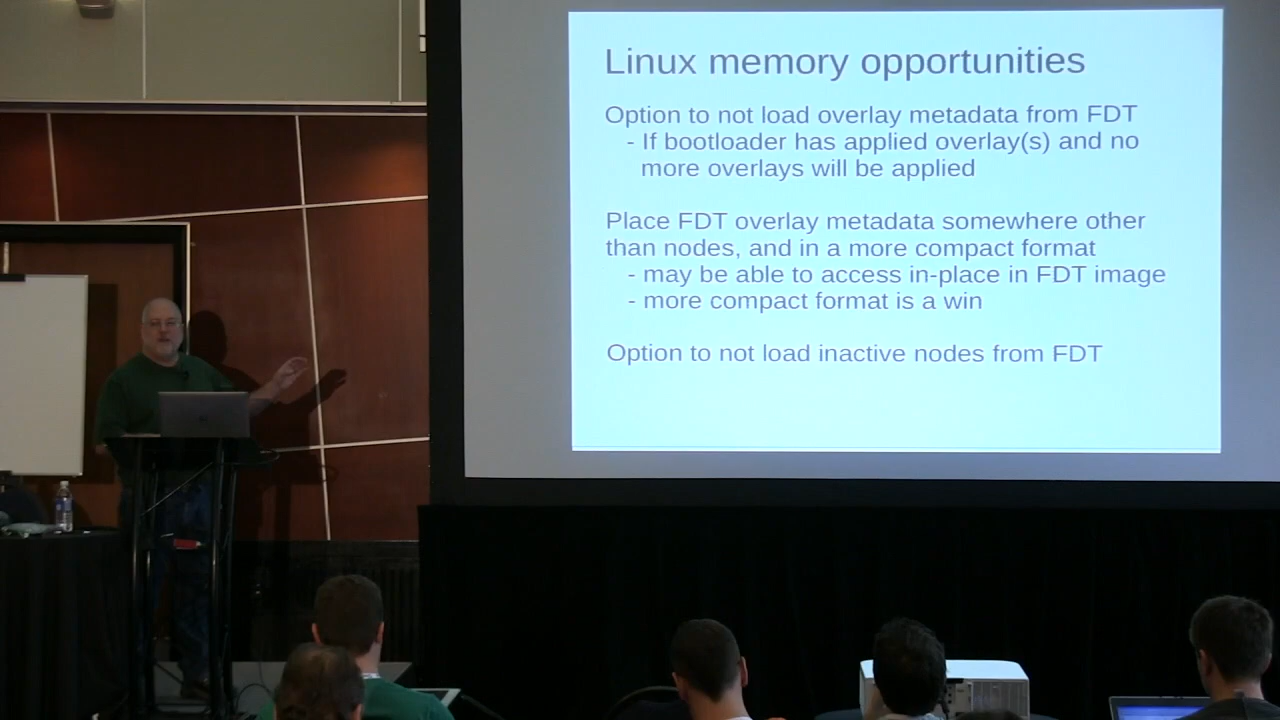 Linux memory opportunities
Option to not load overlay metadata from FDT
- If bootloader has applied overlay(s) and no
more overlays will be applied
Place FDT overlay metadata somewhere other
than nodes, and in a more compact format
- may be able to access in-place in FDT image
- more compact format is a win
Option to not load inactive nodes from FDT